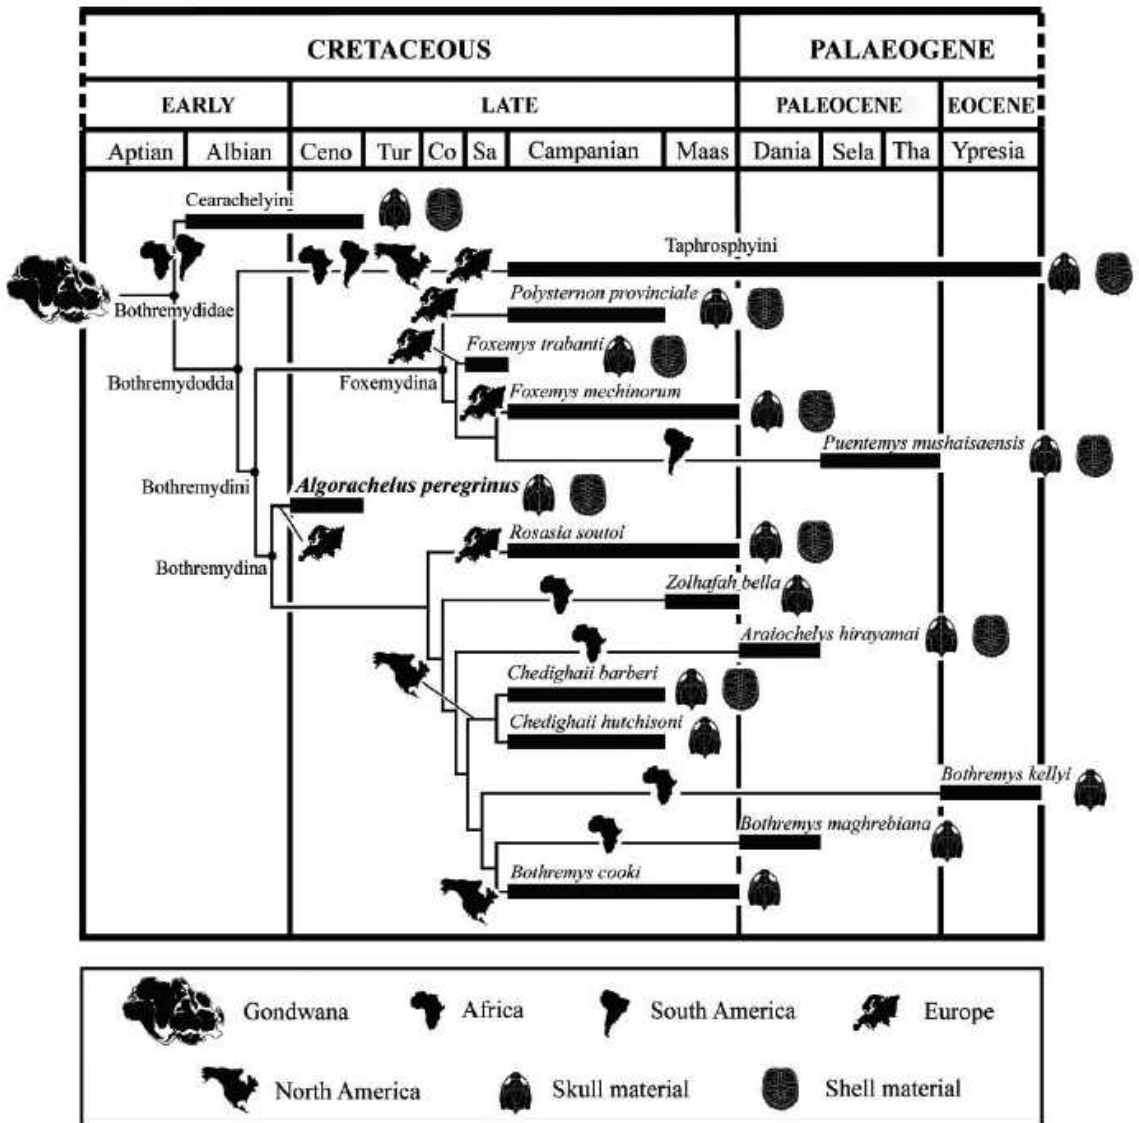 CRETACEOUS PALAEOGENE
EARLY LATE PALEOCENE EOCENE
Aptian Albian Ceno Tur Co Sa Campanian Maas Dania Sela Tha Ypresia
Cearachelyini
Taphrosphyini
Polysternon provinciale
Bothremydidae
Foxemys trabanti
Bothremydodda Foxemydina
Foxemys mechinorum
Puentemys mushaisaensis
Bothremydini
Algorachelus peregrinus
Rosasia soutoi
Bothremydina
Zolhafah bella
Araiochelys hirayamai
Chedighaii barberi
Chedighaii hutchisoni
Bothremys kellyi
Bothremys maghrebiana
Bothremys cooki
Gondwana Africa South America Europe
North America Skull material Shell material